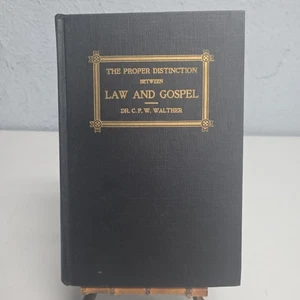 THE PROPER DISTINCTION
BETWEEN
LAW AND GOSPEL
DR. C. F. W. WALTHER